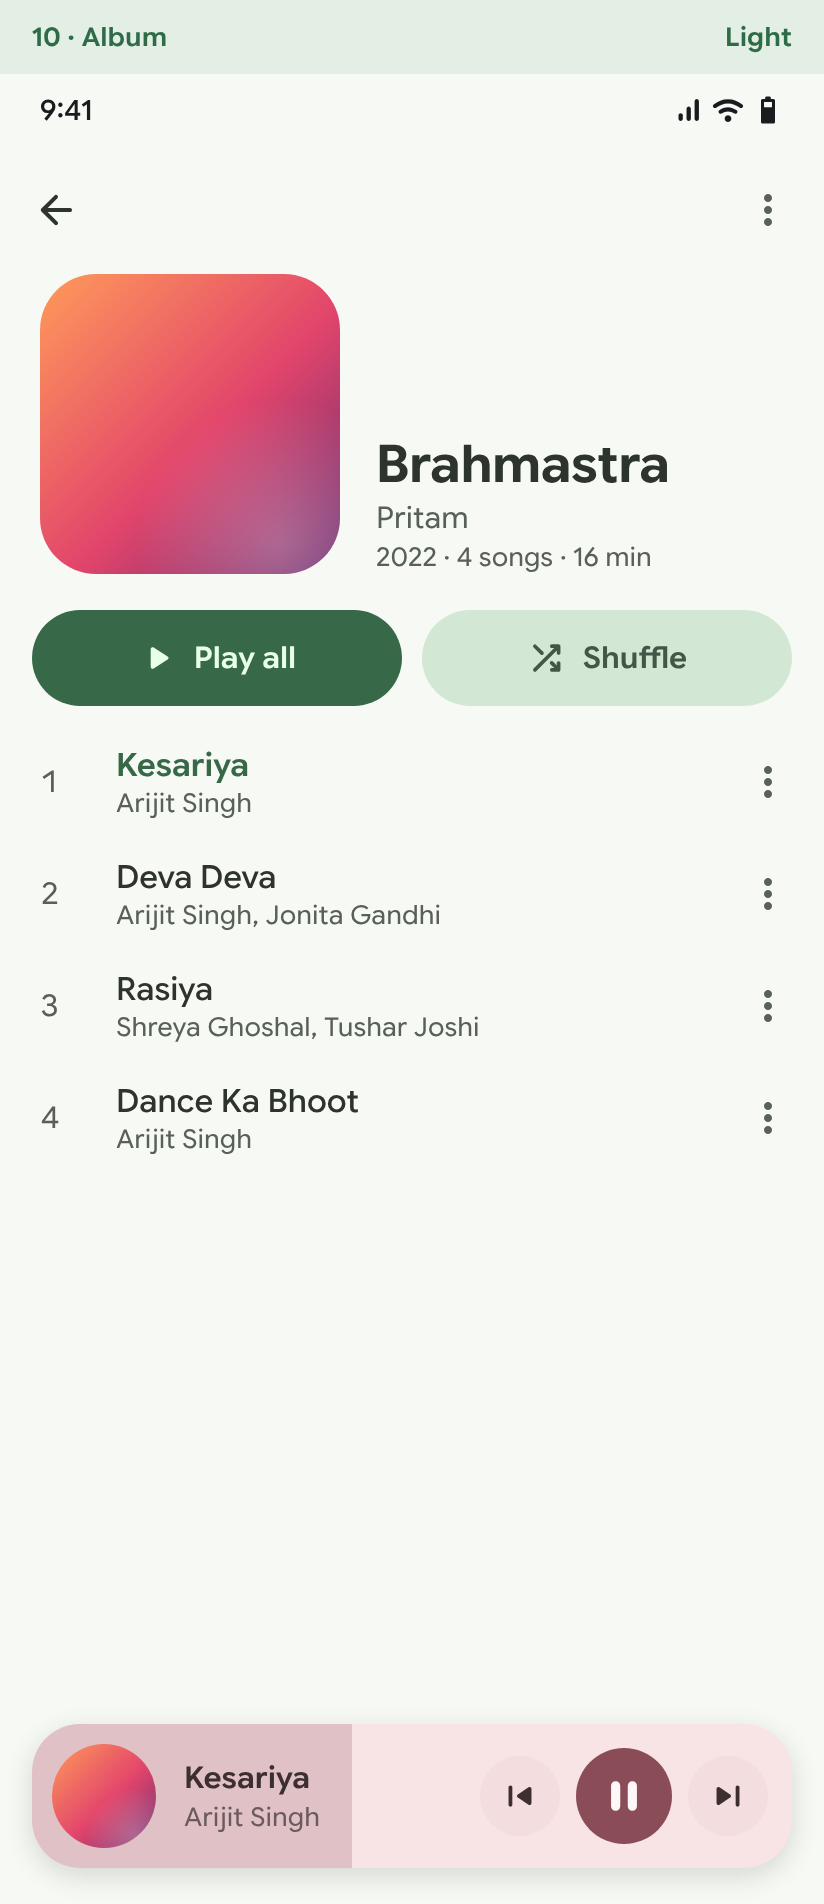 10 · Album
Light
9:41
Brahmastra
Pritam
2022 · 4 songs · 16 min
Play all
Shuffle
1
Kesariya
Arijit Singh
2
Deva Deva
Arijit Singh, Jonita Gandhi
3
Rasiya
Shreya Ghoshal, Tushar Joshi
4
Dance Ka Bhoot
Arijit Singh
Kesariya
Arijit Singh